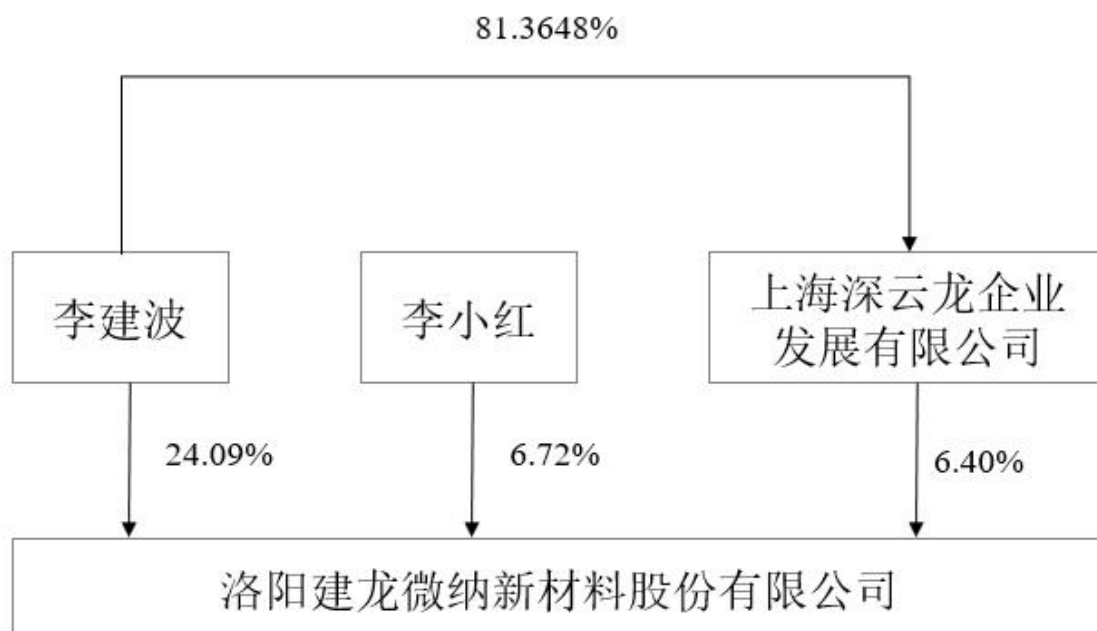 81.3648%
李建波
李小红
上海深云龙企业
发展有限公司
24.09%
6.72%
6.40%
洛阳建龙微纳新材料股份有限公司